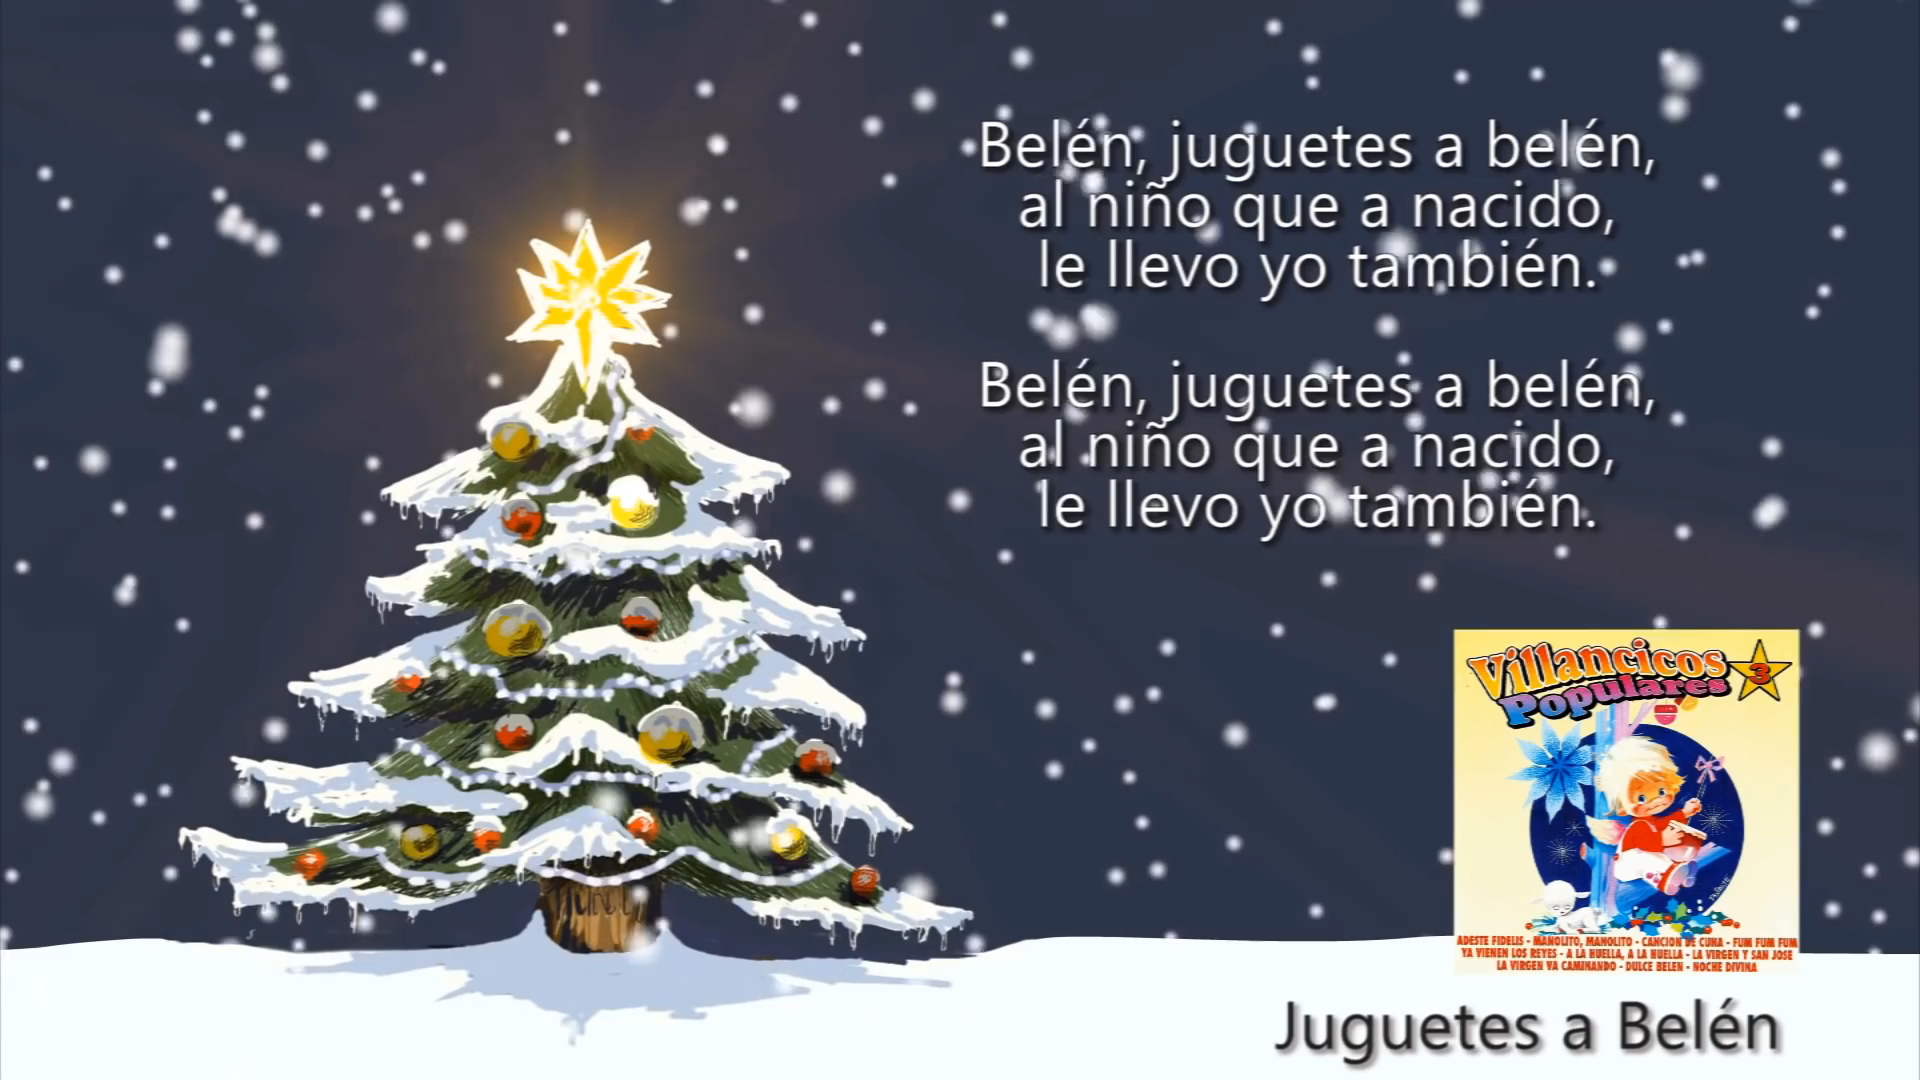 Belén, juguetes a belén,
al niño que a nacido,
le llevo yo también.
Belén, juguetes a belén,
al niño que a nacido,
le llevo yo también.
Villancicos
Populares
3
ADESTE FIDELIS - MANOLITO, MANOLITO - CANCION DE CUNA - FUM FUM FUM
YA VIENEN LOS REYES - A LA HUELLA, A LA HUELLA - LA VIRGEN Y SAN JOSE
LA VIRGEN VA CAMINANDO - DULCE BELEN - NOCHE DIVINA
Juguetes a Belén